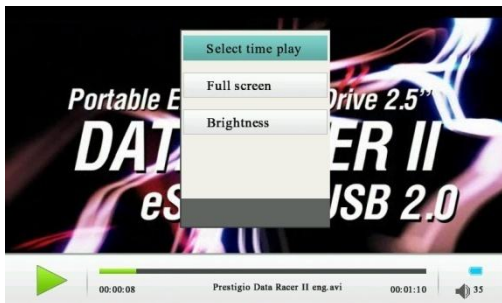 Select time play
Full screen
Brightness
Portable E Drive 2.5"
DAT ER II
eS USB 2.0
00:00:08 Prestigio Data Racer II eng.avi 00:01:10 35